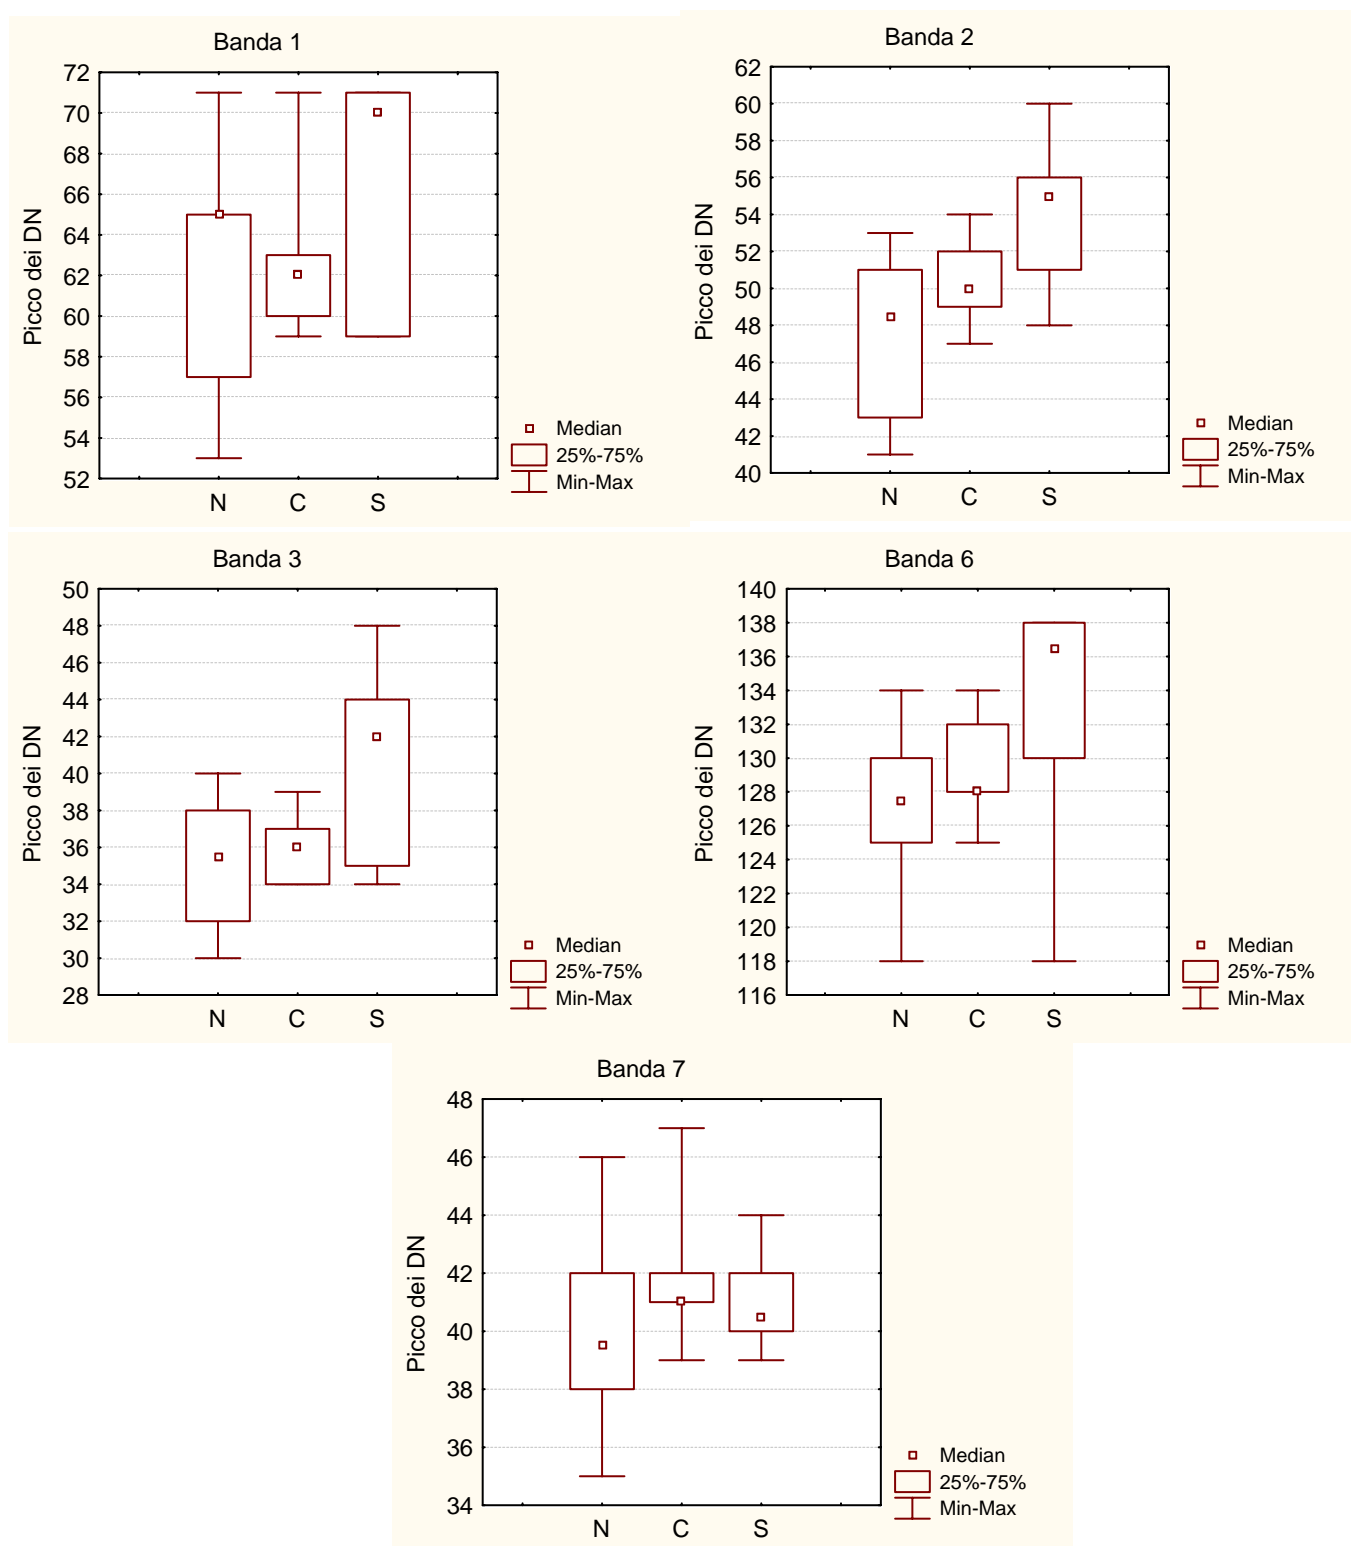 Banda 1
72
70
68
66
64
62
60
58
56
54
52
Picco dei DN
N C S
Median
25%-75%
Min-Max
Banda 2
62
60
58
56
54
52
50
48
46
44
42
40
Picco dei DN
N C S
Median
25%-75%
Min-Max
Banda 3
50
48
46
44
42
40
38
36
34
32
30
28
Picco dei DN
N C S
Median
25%-75%
Min-Max
Banda 6
140
138
136
134
132
130
128
126
124
122
120
118
116
Picco dei DN
N C S
Median
25%-75%
Min-Max
Banda 7
48
46
44
42
40
38
36
34
Picco dei DN
N C S
Median
25%-75%
Min-Max